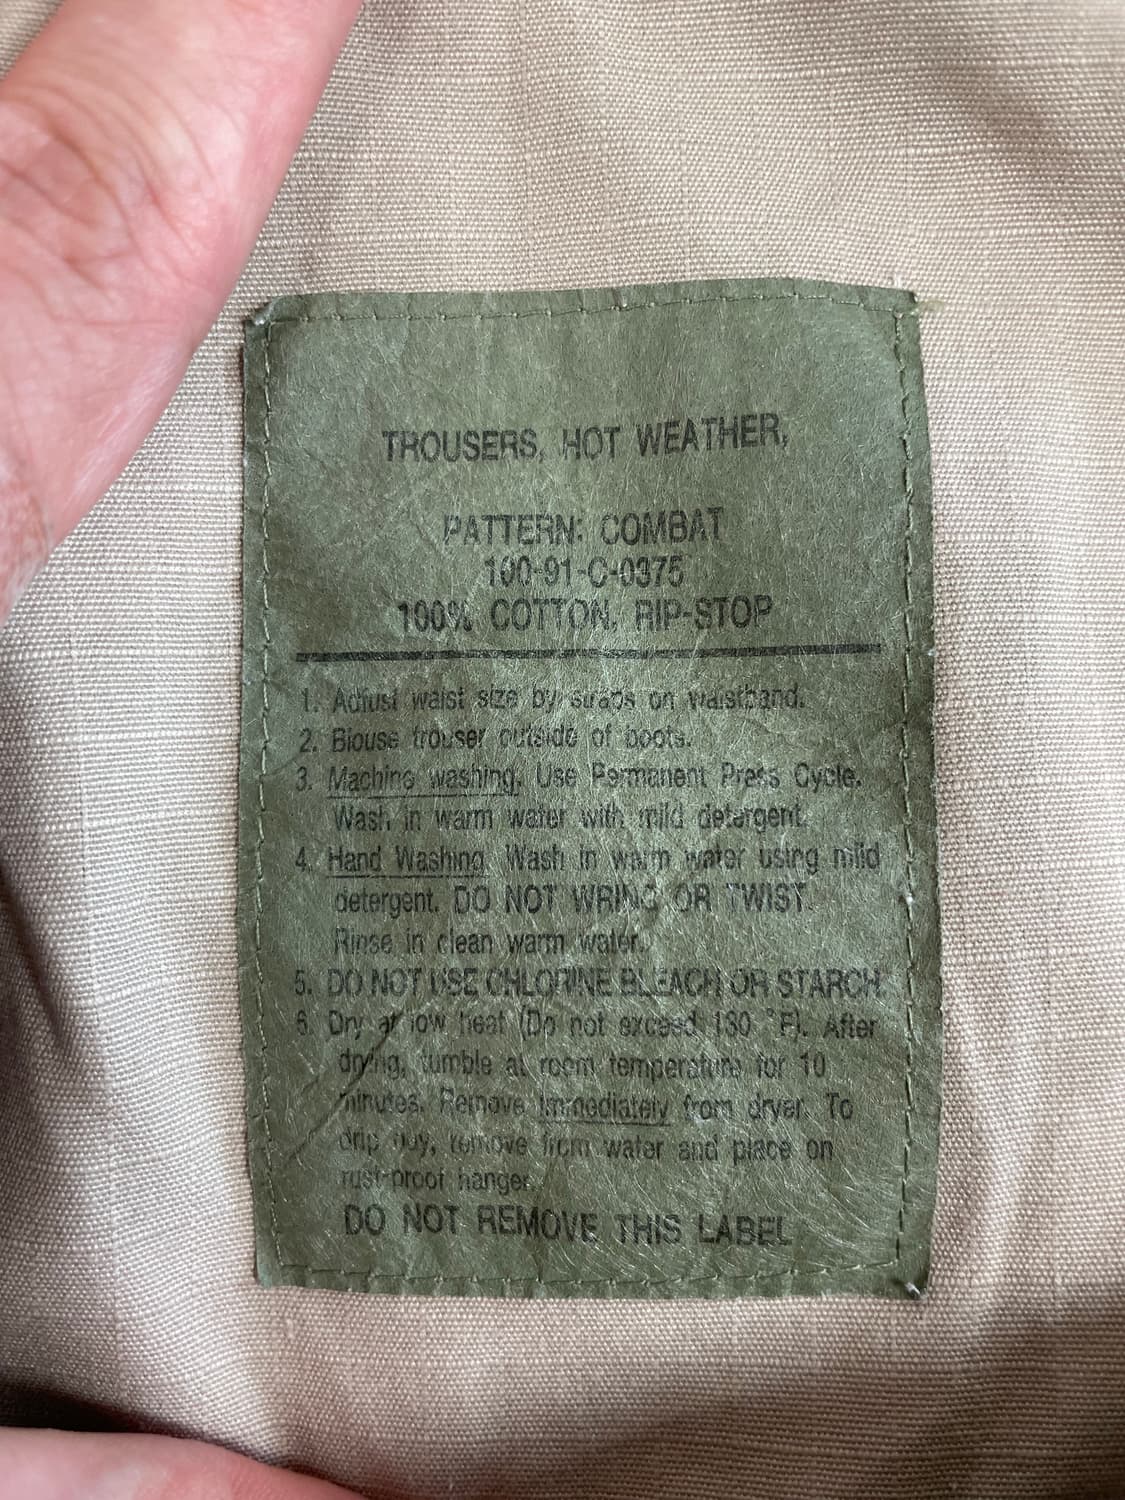 TROUSERS, HOT WEATHER,
PATTERN: COMBAT
100-91-C-0375
100% COTTON, RIP-STOP
1. Adjust waist size by straps on waistband.
2. Blouse trouser outside of boots.
3. Machine washing. Use Permanent Press Cycle.
Wash in warm water with mild detergent.
4. Hand Washing. Wash in warm water using mild
detergent. DO NOT WRING OR TWIST.
Rinse in clean warm water.
5. DO NOT USE CHLORINE BLEACH OR STARCH.
6. Dry at low heat (Do not exceed 130 °F). After
drying, tumble at room temperature for 10
minutes. Remove immediately from dryer. To
drip dry, remove from water and place on
rust-proof hanger.
DO NOT REMOVE THIS LABEL